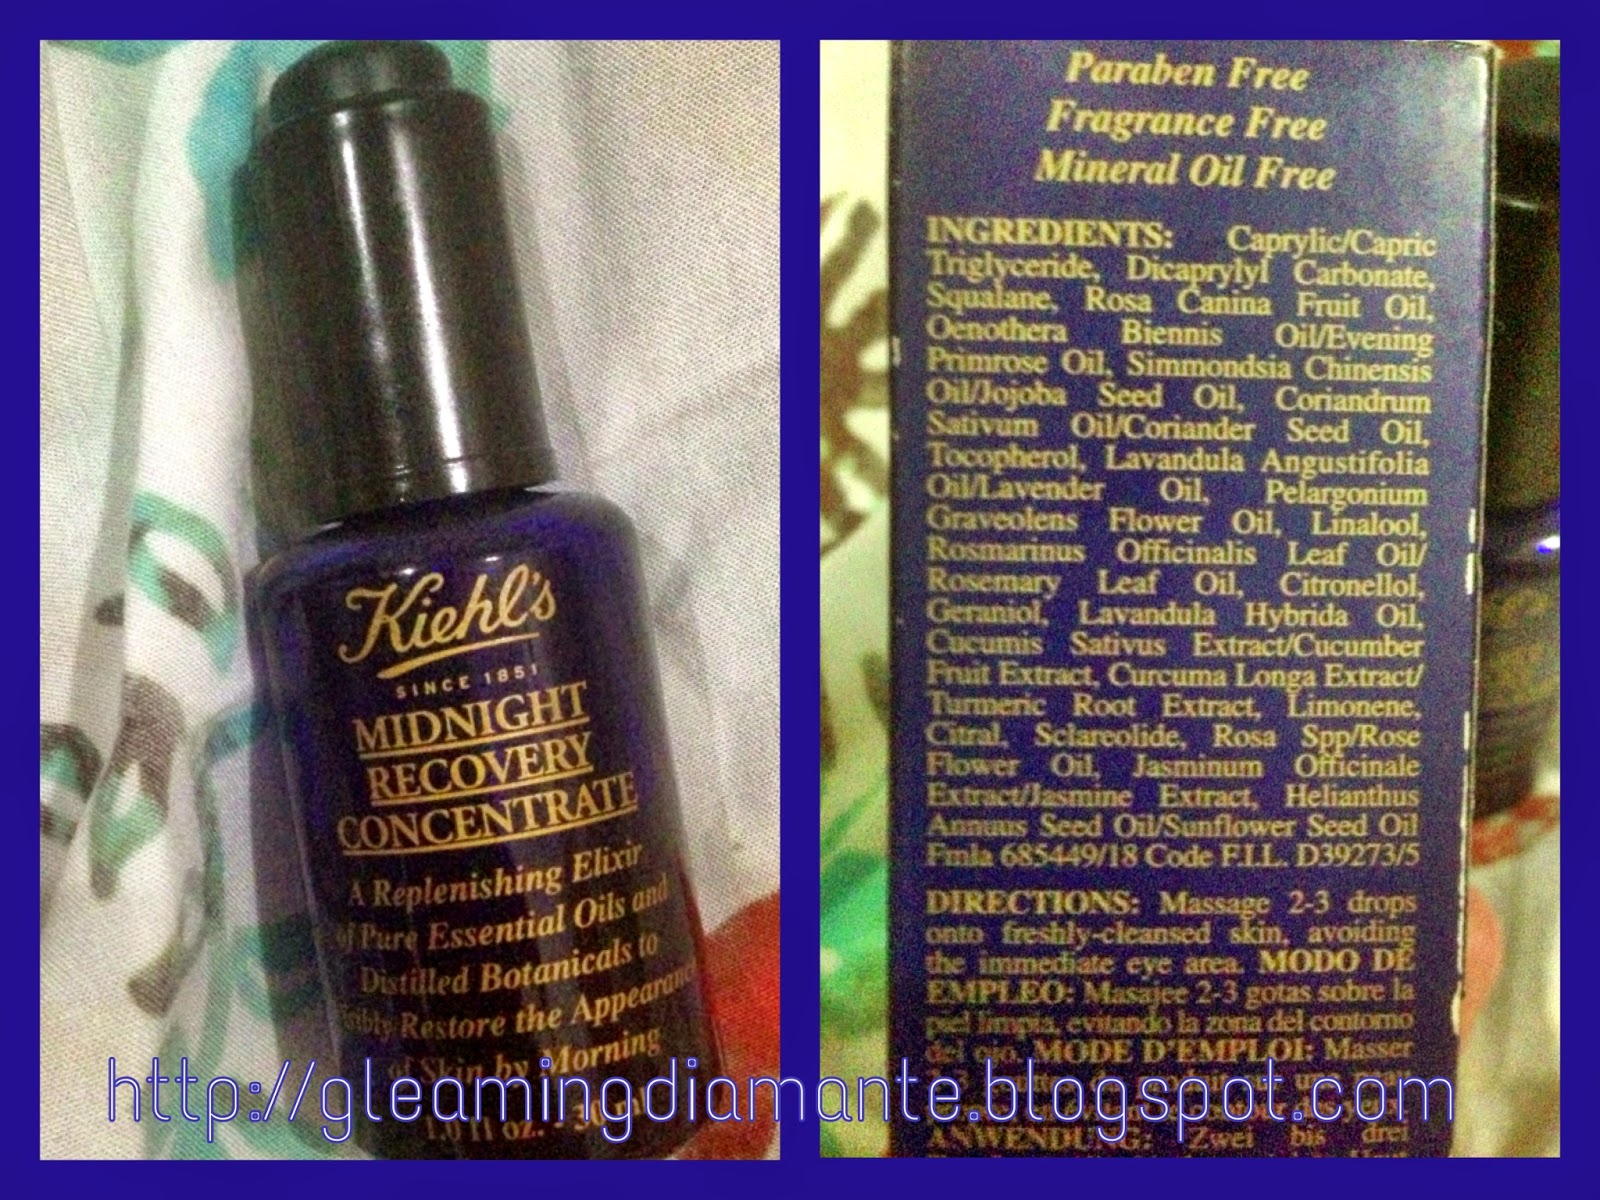 Kiehl's
SINCE 1851
MIDNIGHT
RECOVERY
CONCENTRATE
A Replenishing Elixir
of Pure Essential Oils and
Distilled Botanicals to
Restore the Appearance
of Skin by Morning
1.0 fl oz. - 30 ml
Paraben Free
Fragrance Free
Mineral Oil Free
INGREDIENTS: Caprylic/Capric
Triglyceride, Dicaprylyl Carbonate,
Squalane, Rosa Canina Fruit Oil,
Oenothera Biennis Oil/Evening
Primrose Oil, Simmondsia Chinensis
Oil/Jojoba Seed Oil, Coriandrum
Sativum Oil/Coriander Seed Oil,
Tocopherol, Lavandula Angustifolia
Oil/Lavender Oil, Pelargonium
Graveolens Flower Oil, Linalool,
Rosmarinus Officinalis Leaf Oil/
Rosemary Leaf Oil, Citronellol,
Geraniol, Lavandula Hybrida Oil,
Cucumis Sativus Extract/Cucumber
Fruit Extract, Curcuma Longa Extract/
Turmeric Root Extract, Limonene,
Citral, Sclareolide, Rosa Spp/Rose
Flower Oil, Jasminum Officinale
Extract/Jasmine Extract, Helianthus
Annuus Seed Oil/Sunflower Seed Oil
Fmla 685449/18 Code F.I.L. D39273/5
DIRECTIONS: Massage 2-3 drops
onto freshly-cleansed skin, avoiding
the immediate eye area. MODO DE
EMPLEO: Masajee 2-3 gotas sobre la
piel limpia, evitando la zona del contorno
del ojo. MODE D'EMPLOI: Masser
ANWENDUNG: Zwei bis drei
http://gleamingdiamante.blogspot.com